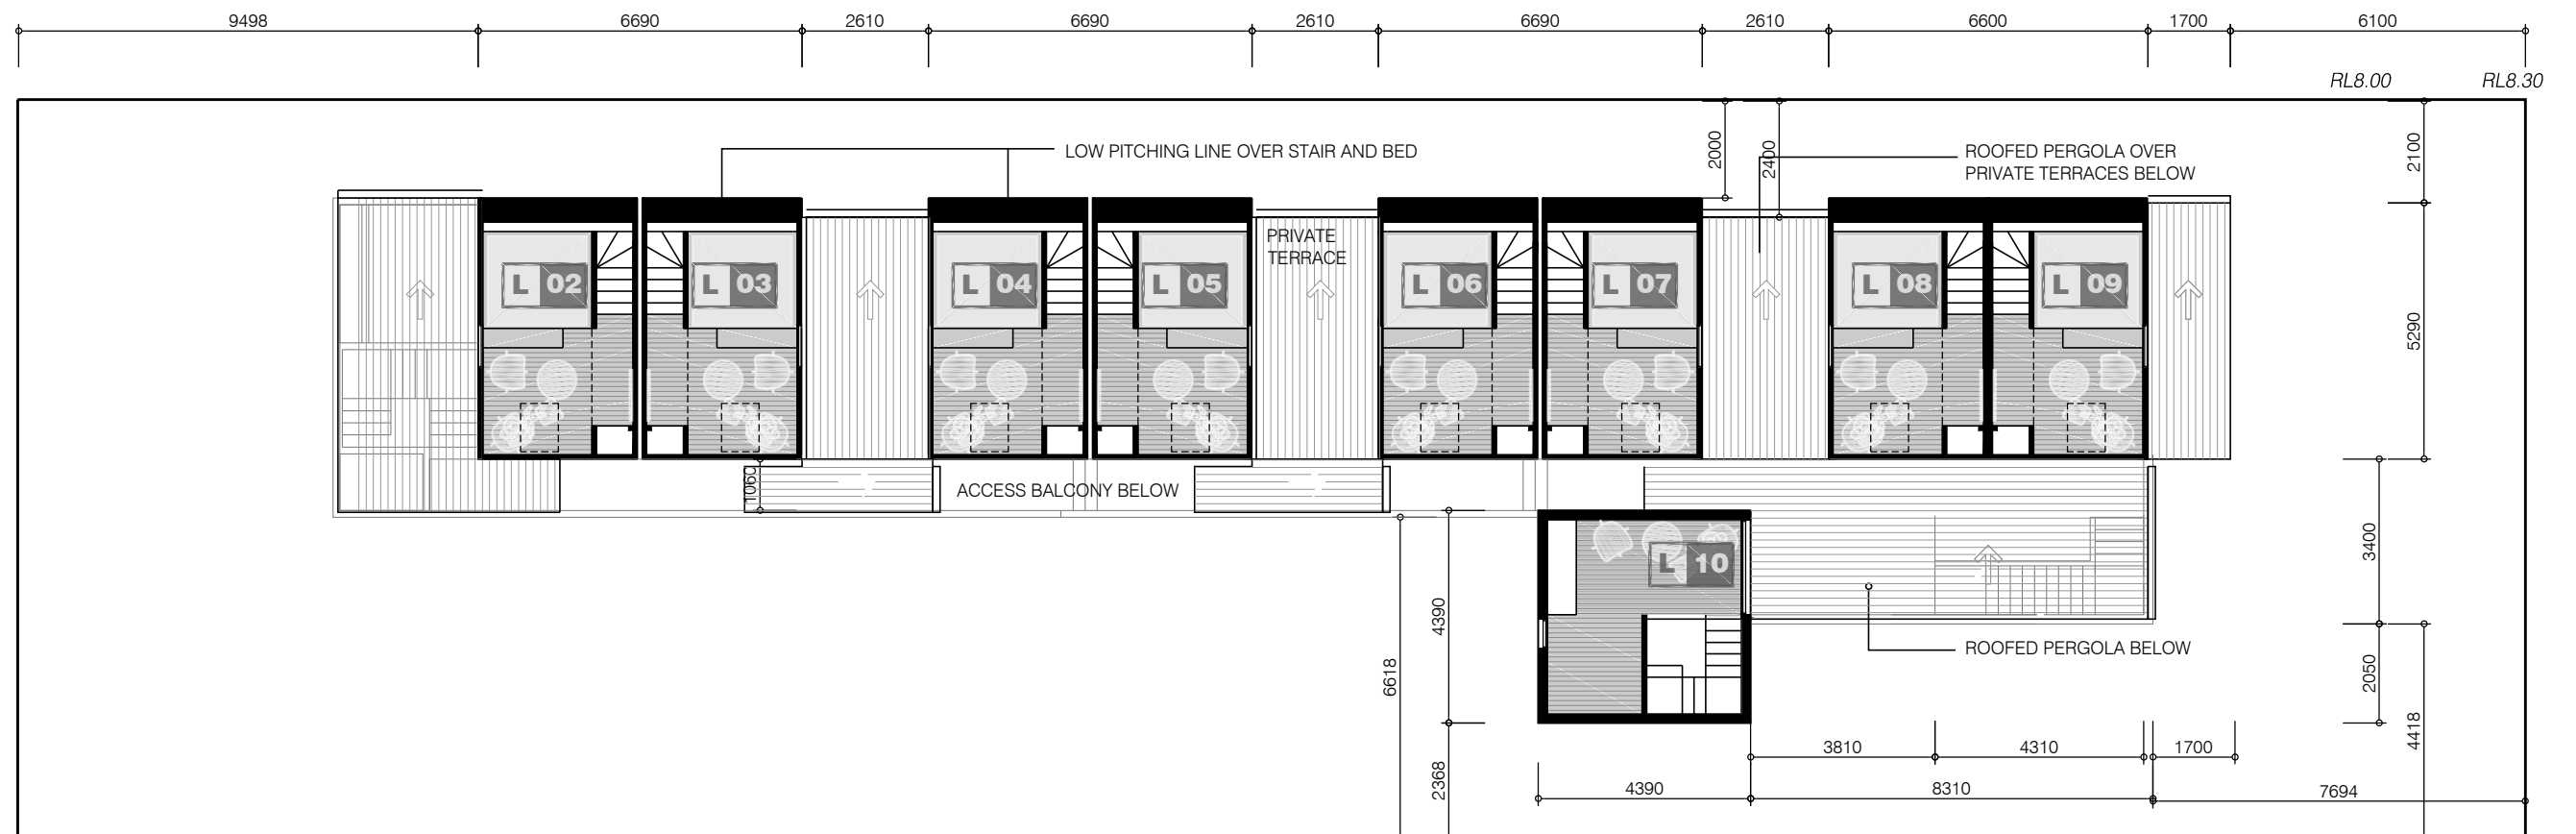 9498
6690
2610
6690
2610
6690
2610
6600
1700
6100
RL8.00
RL8.30
LOW PITCHING LINE OVER STAIR AND BED
2000
2400
ROOFED PERGOLA OVER
PRIVATE TERRACES BELOW
2100
PRIVATE
TERRACE
L 02
L 03
L 04
L 05
L 06
L 07
L 08
L 09
5290
1060
ACCESS BALCONY BELOW
L 10
3400
4390
6618
ROOFED PERGOLA BELOW
2050
4418
2368
3810
4310
1700
4390
8310
7694